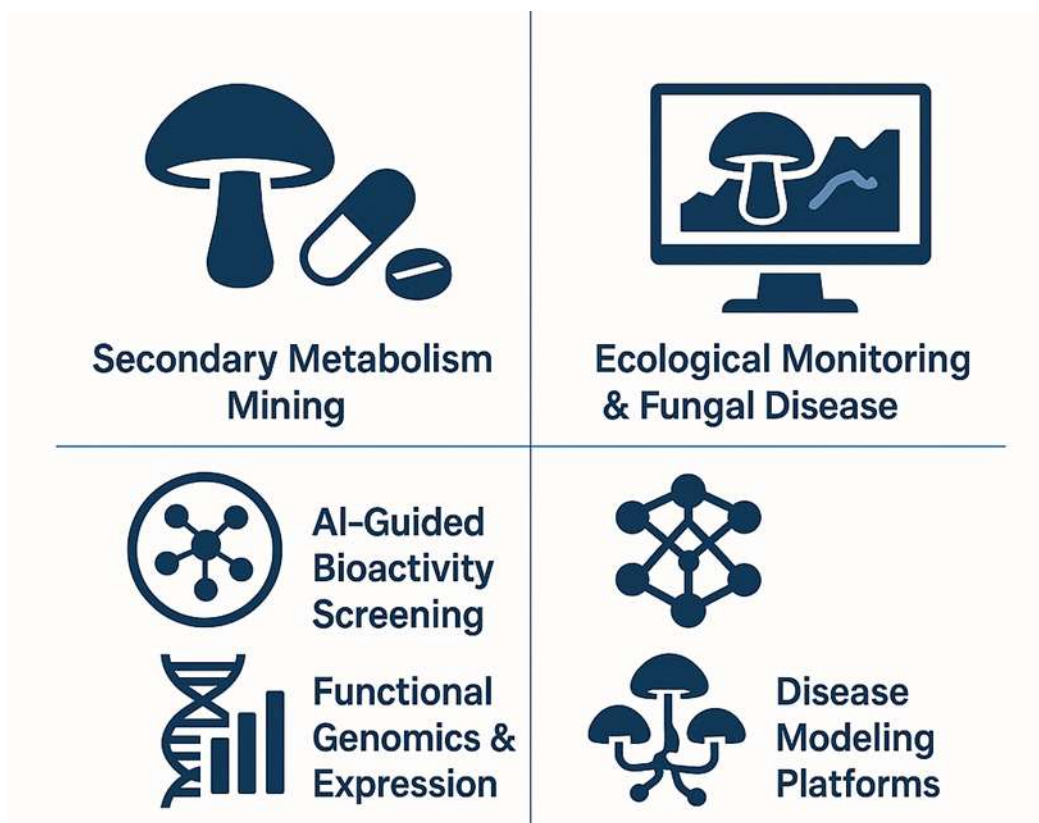 Secondary Metabolism
Mining
Ecological Monitoring
& Fungal Disease
AI-Guided
Bioactivity
Screening
Functional
Genomics &
Expression
Disease
Modeling
Platforms